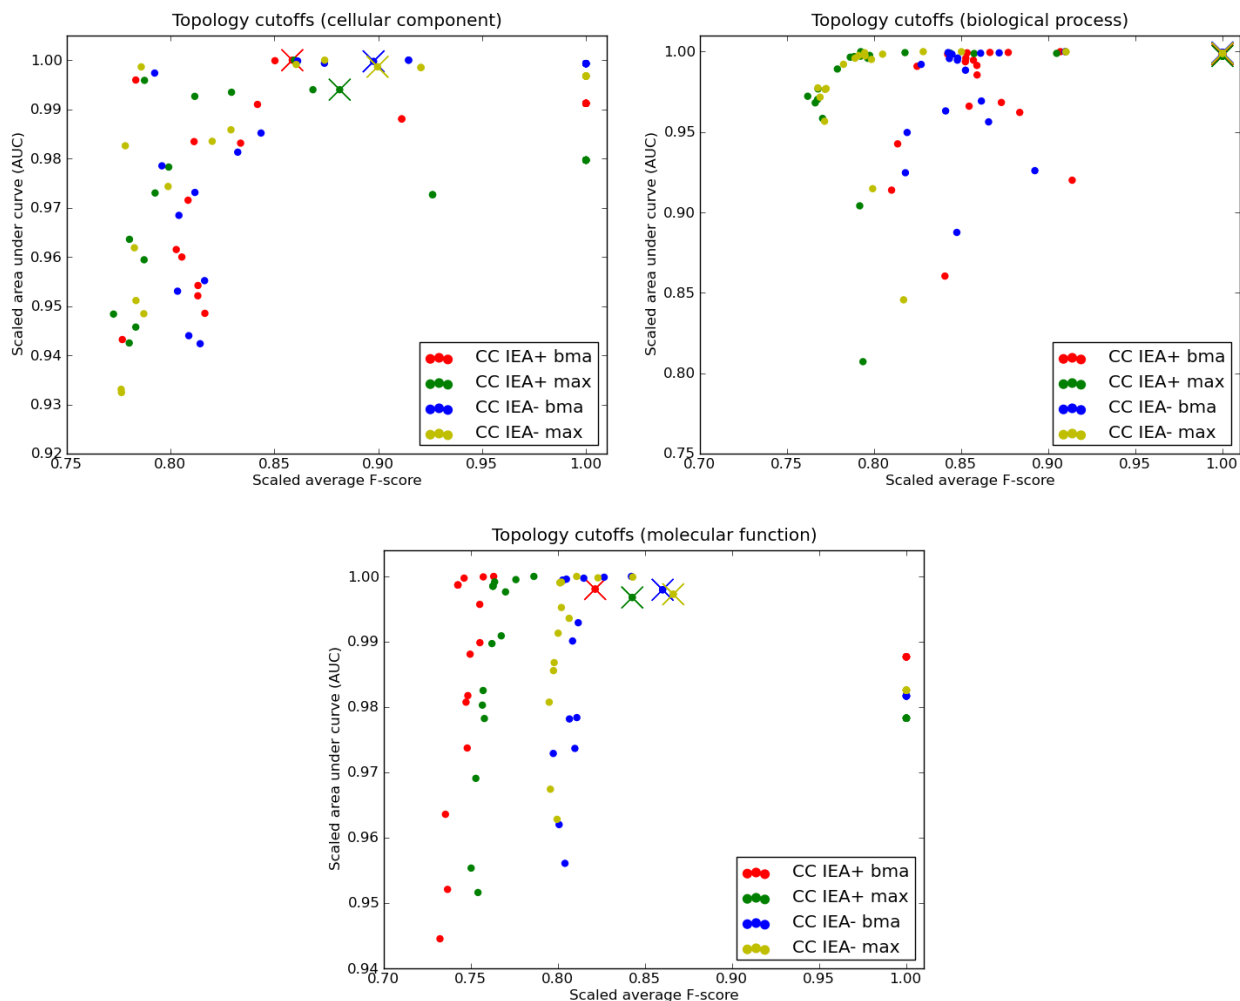 Topology cutoffs (cellular component)
Scaled area under curve (AUC)
1.00
0.99
0.98
0.97
0.96
0.95
0.94
0.93
0.92
0.75 0.80 0.85 0.90 0.95 1.00
Scaled average F-score
CC IEA+ bma
CC IEA+ max
CC IEA- bma
CC IEA- max
Topology cutoffs (biological process)
Scaled area under curve (AUC)
1.00
0.95
0.90
0.85
0.80
0.75
0.70 0.75 0.80 0.85 0.90 0.95 1.00
Scaled average F-score
CC IEA+ bma
CC IEA+ max
CC IEA- bma
CC IEA- max
Topology cutoffs (molecular function)
Scaled area under curve (AUC)
1.00
0.99
0.98
0.97
0.96
0.95
0.94
0.70 0.75 0.80 0.85 0.90 0.95 1.00
Scaled average F-score
CC IEA+ bma
CC IEA+ max
CC IEA- bma
CC IEA- max